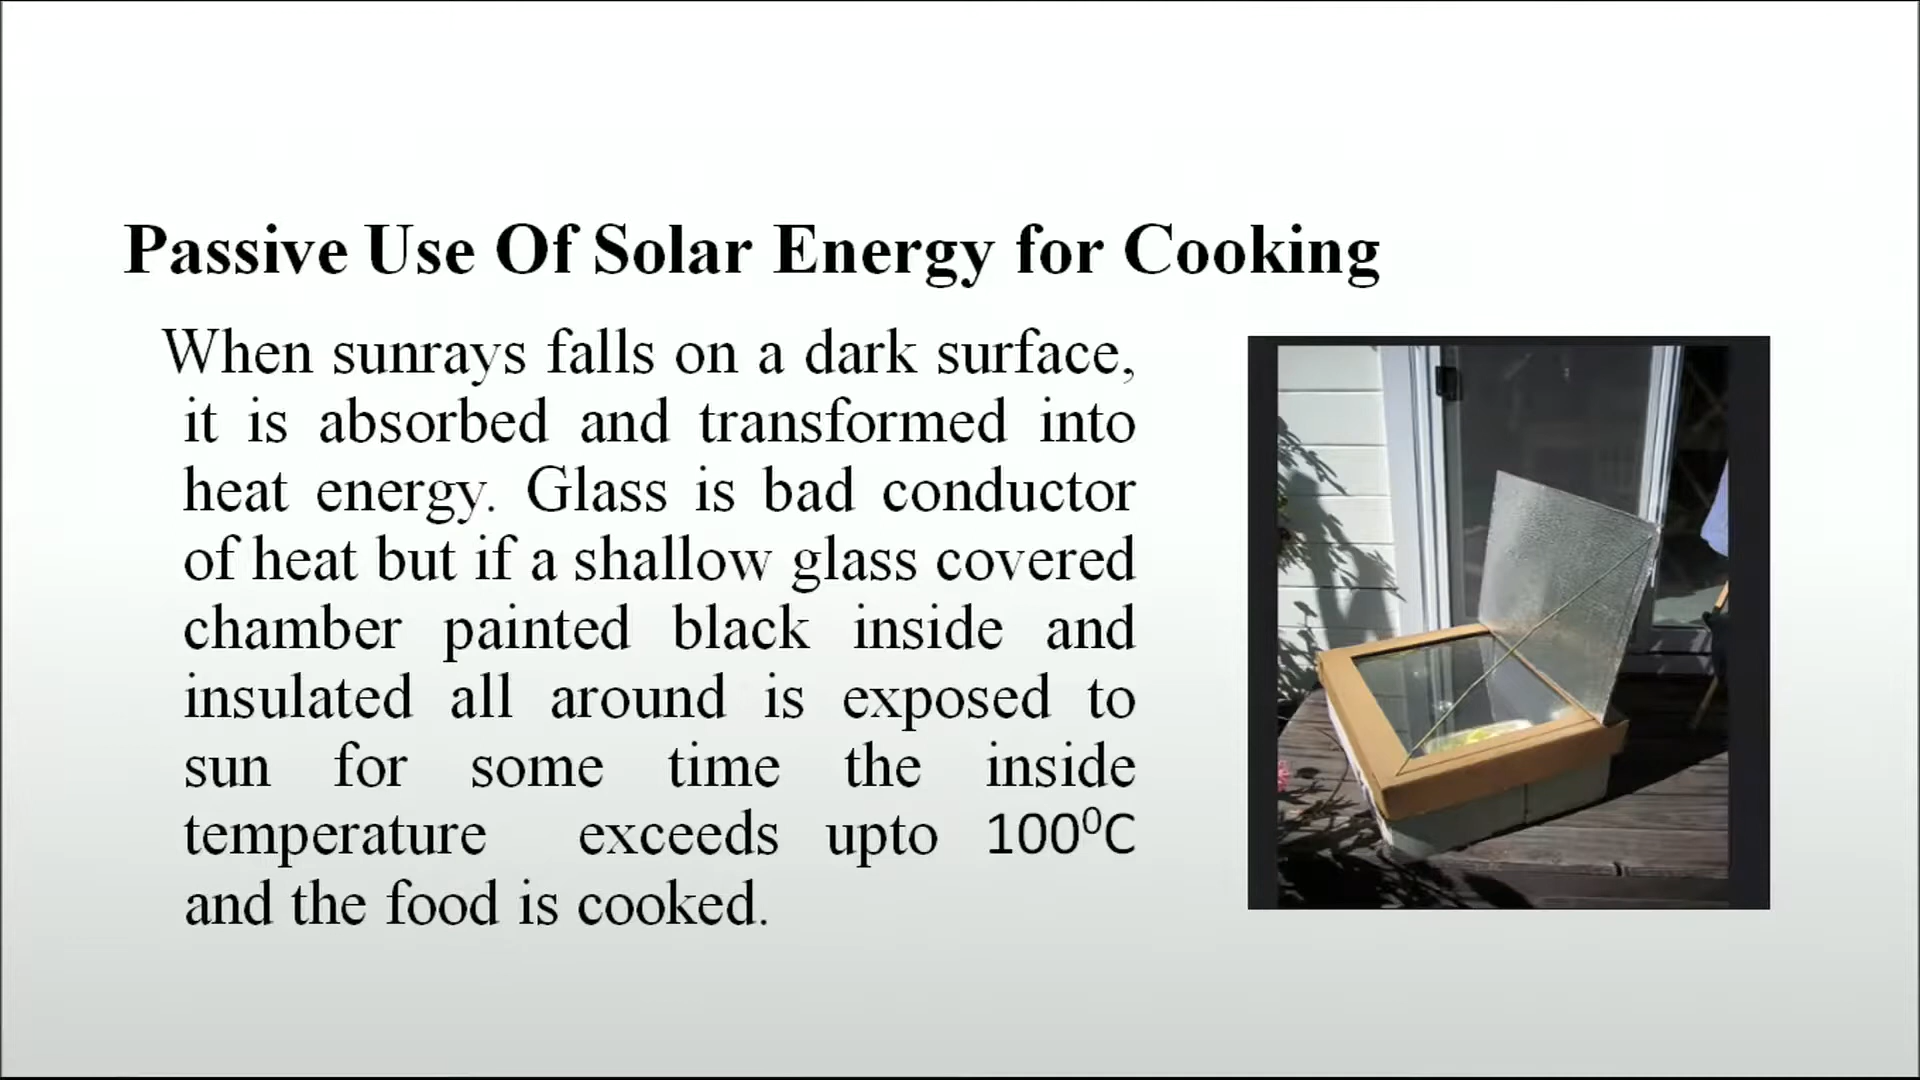 Passive Use Of Solar Energy for Cooking
When sunrays falls on a dark surface,
it is absorbed and transformed into
heat energy. Glass is bad conductor
of heat but if a shallow glass covered
chamber painted black inside and
insulated all around is exposed to
sun for some time the inside
temperature exceeds upto 100⁰C
and the food is cooked.